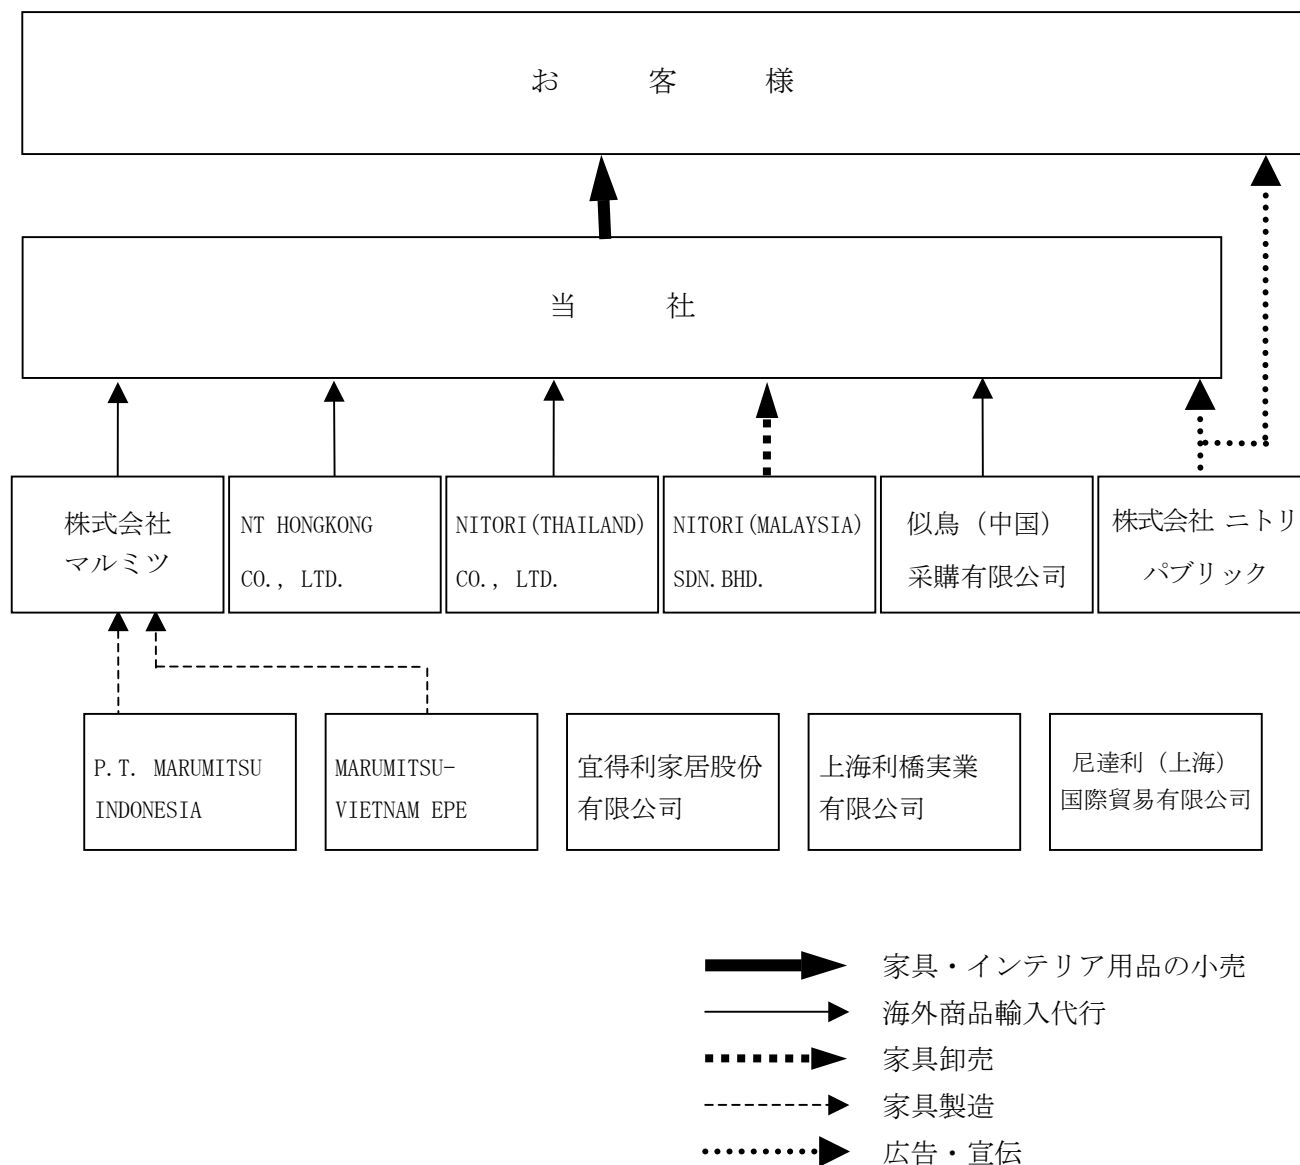 お客様
当社
株式会社
マルミツ
NT HONGKONG
CO., LTD.
NITORI(THAILAND)
CO., LTD.
NITORI(MALAYSIA)
SDN.BHD.
似鳥（中国）
采購有限公司
株式会社 ニトリ
パブリック
P.T. MARUMITSU
INDONESIA
MARUMITSU-
VIETNAM EPE
宜得利家居股份
有限公司
上海利橋実業
有限公司
尼達利（上海）
国際貿易有限公司
家具・インテリア用品の小売
海外商品輸入代行
家具卸売
家具製造
広告・宣伝